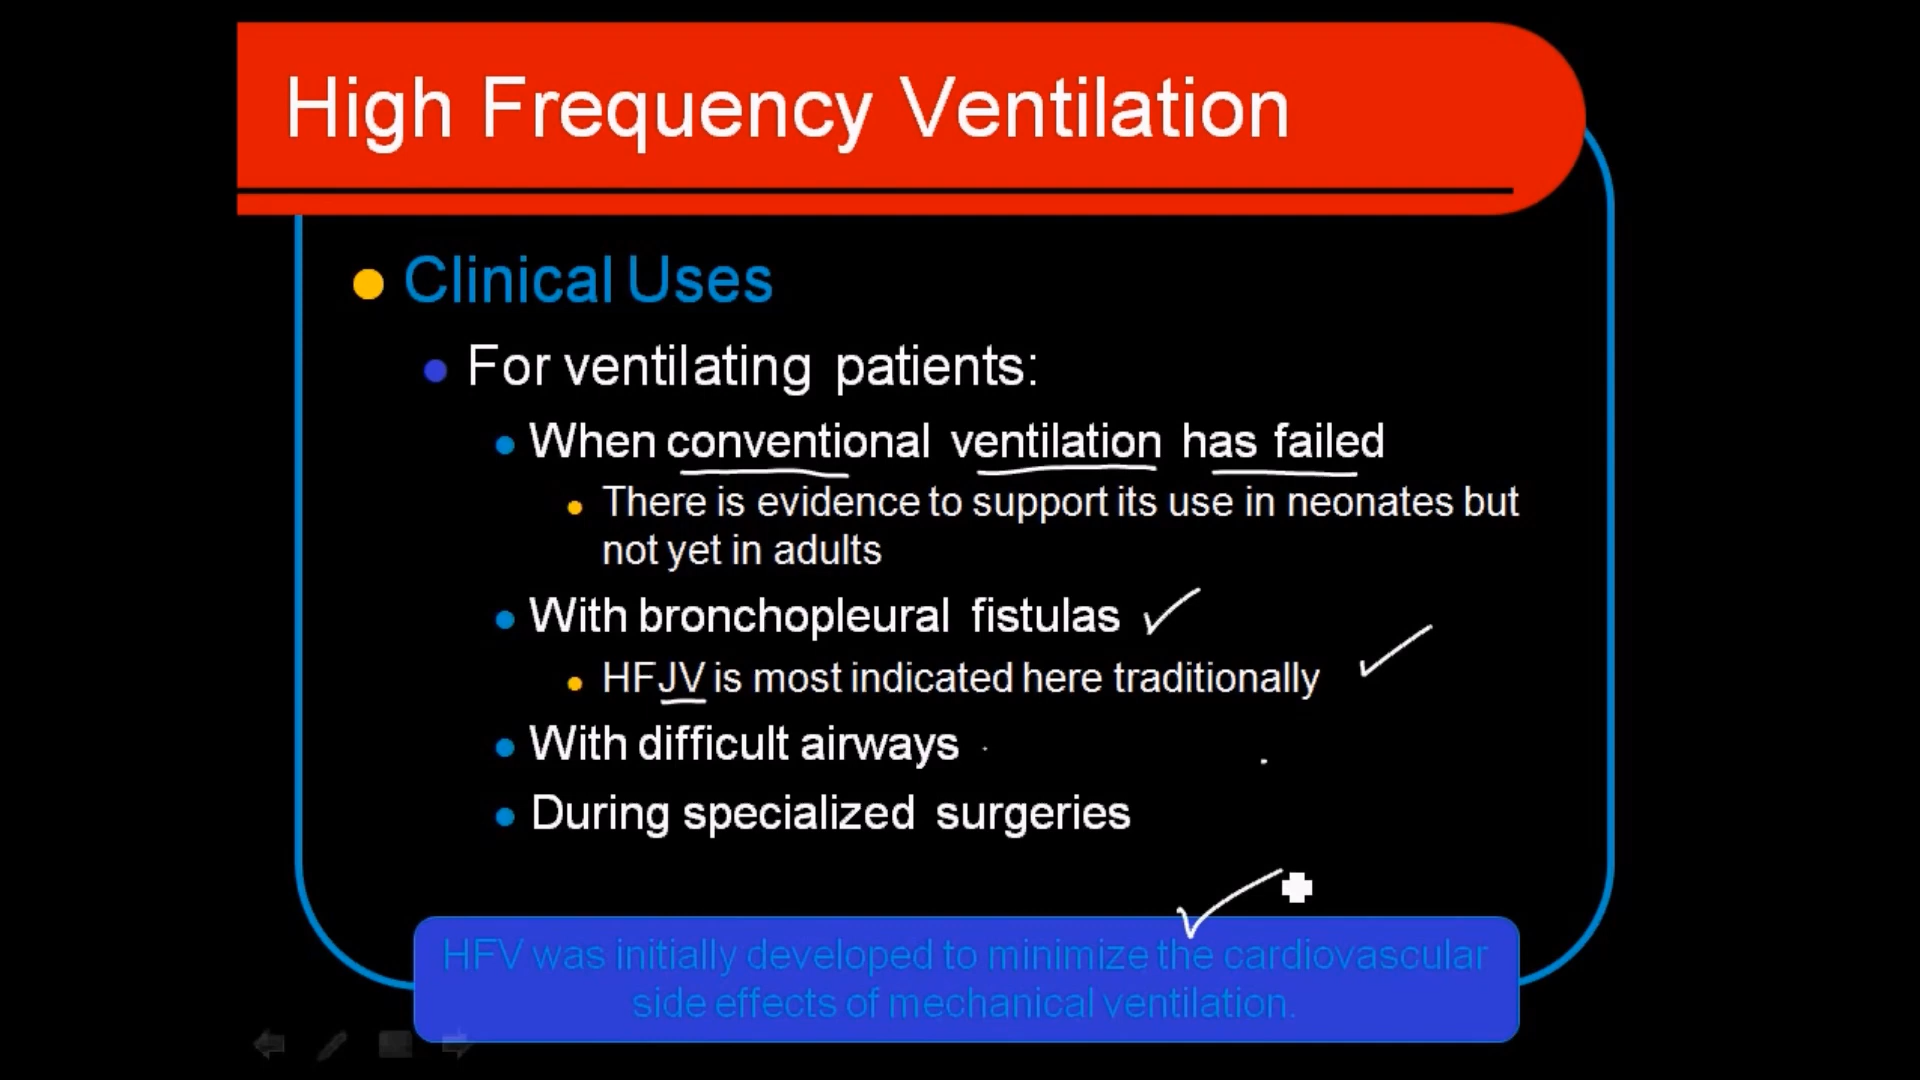 High Frequency Ventilation
Clinical Uses
For ventilating patients:
When conventional ventilation has failed
There is evidence to support its use in neonates but
not yet in adults
With bronchopleural fistulas
HFJV is most indicated here traditionally
With difficult airways
During specialized surgeries
HFV was initially developed to minimize the cardiovascular
side effects of mechanical ventilation.